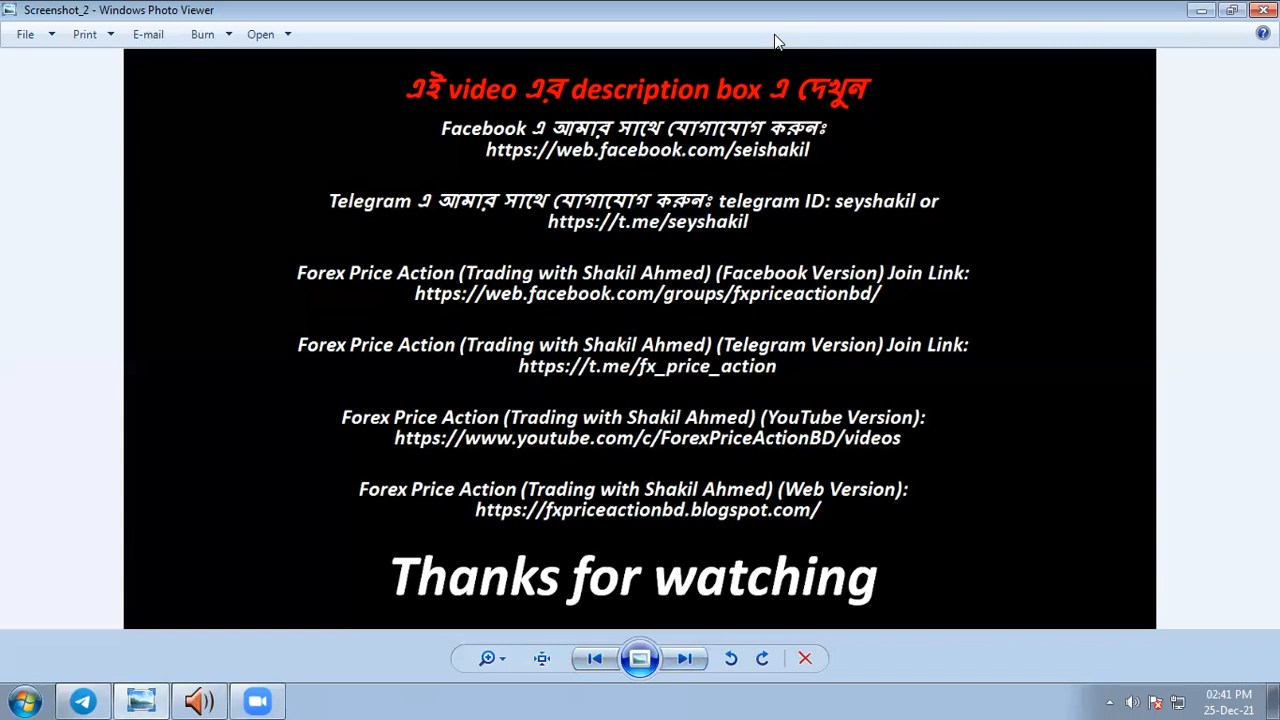 Screenshot_2 - Windows Photo Viewer
File Print E-mail Burn Open
এই video এর description box এ দেখুন
Facebook এ আমার সাথে যোগাযোগ করুনঃ
https://web.facebook.com/seishakil
Telegram এ আমার সাথে যোগাযোগ করুনঃ telegram ID: seyshakil or
https://t.me/seyshakil
Forex Price Action (Trading with Shakil Ahmed) (Facebook Version) Join Link:
https://web.facebook.com/groups/fxpriceactionbd/
Forex Price Action (Trading with Shakil Ahmed) (Telegram Version) Join Link:
https://t.me/fx_price_action
Forex Price Action (Trading with Shakil Ahmed) (YouTube Version):
https://www.youtube.com/c/ForexPriceActionBD/videos
Forex Price Action (Trading with Shakil Ahmed) (Web Version):
https://fxpriceactionbd.blogspot.com/
Thanks for watching
02:41 PM
25-Dec-21